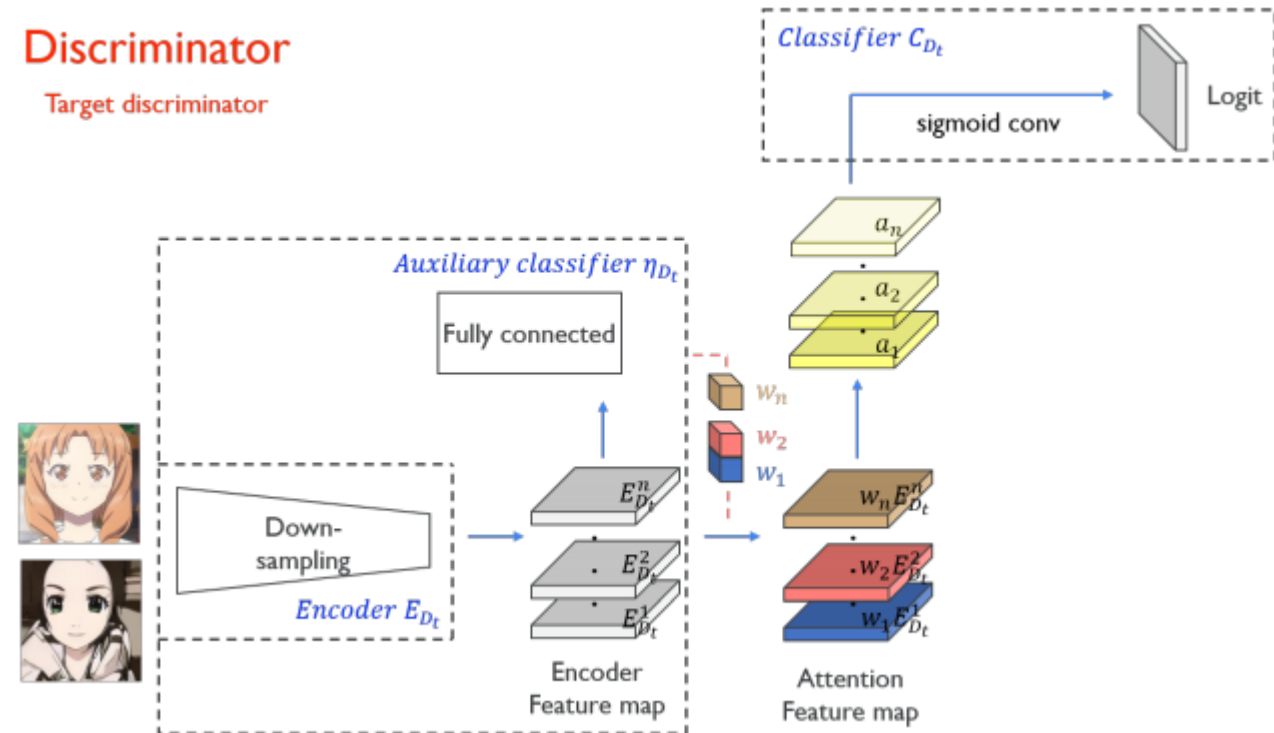 Discriminator
Target discriminator
Classifier C_{D_t}
Logit
sigmoid conv
a_n
a_2
a_1
Auxiliary classifier η_{D_t}
Fully connected
w_n
w_2
w_1
E^n_{D_t}
E^2_{D_t}
E^1_{D_t}
w_n E^n_{D_t}
w_2 E^2_{D_t}
w_1 E^1_{D_t}
Down-
sampling
Encoder E_{D_t}
Encoder
Feature map
Attention
Feature map